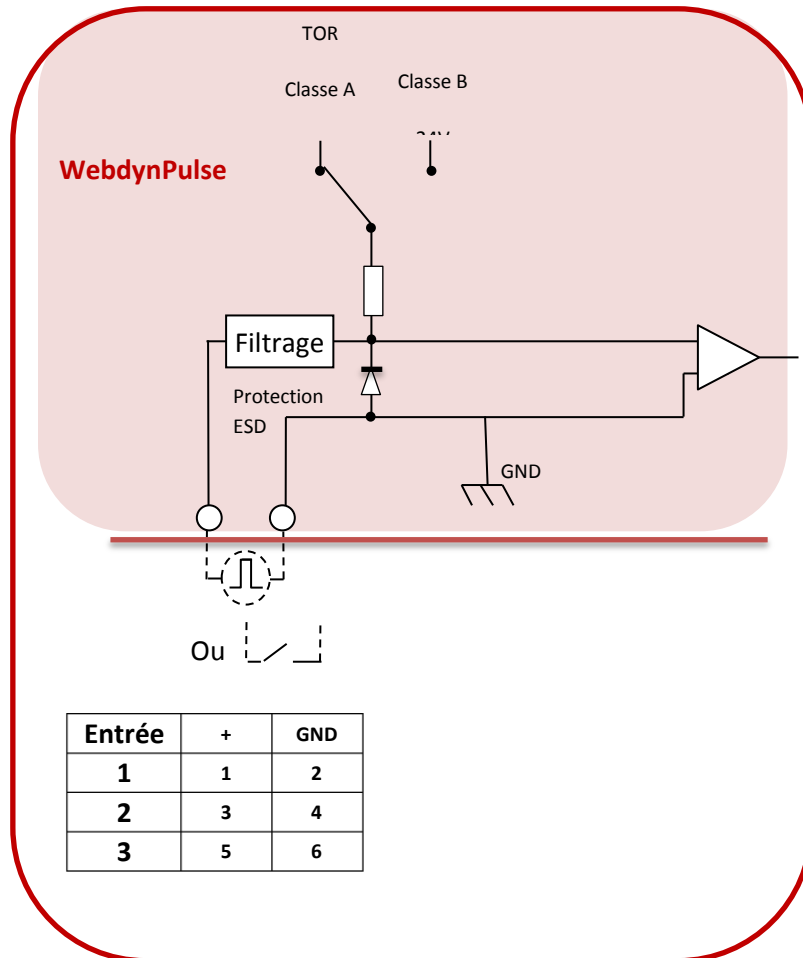 TOR
Classe A
Classe B
WebdynPulse
Filtrage
Protection
ESD
GND
Ou
Entrée + GND
1 1 2
2 3 4
3 5 6